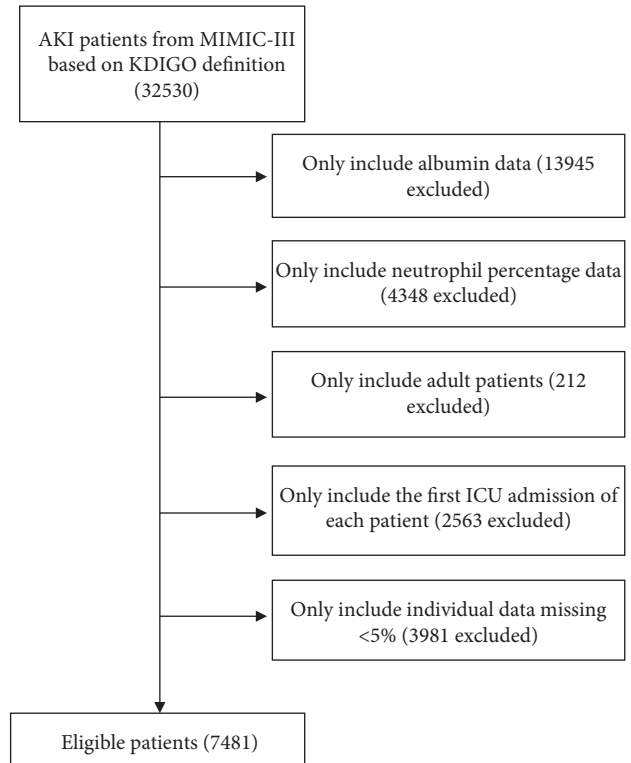 AKI patients from MIMIC-III
based on KDIGO definition
(32530)
Only include albumin data (13945
excluded)
Only include neutrophil percentage data
(4348 excluded)
Only include adult patients (212
excluded)
Only include the first ICU admission of
each patient (2563 excluded)
Only include individual data missing
<5% (3981 excluded)
Eligible patients (7481)